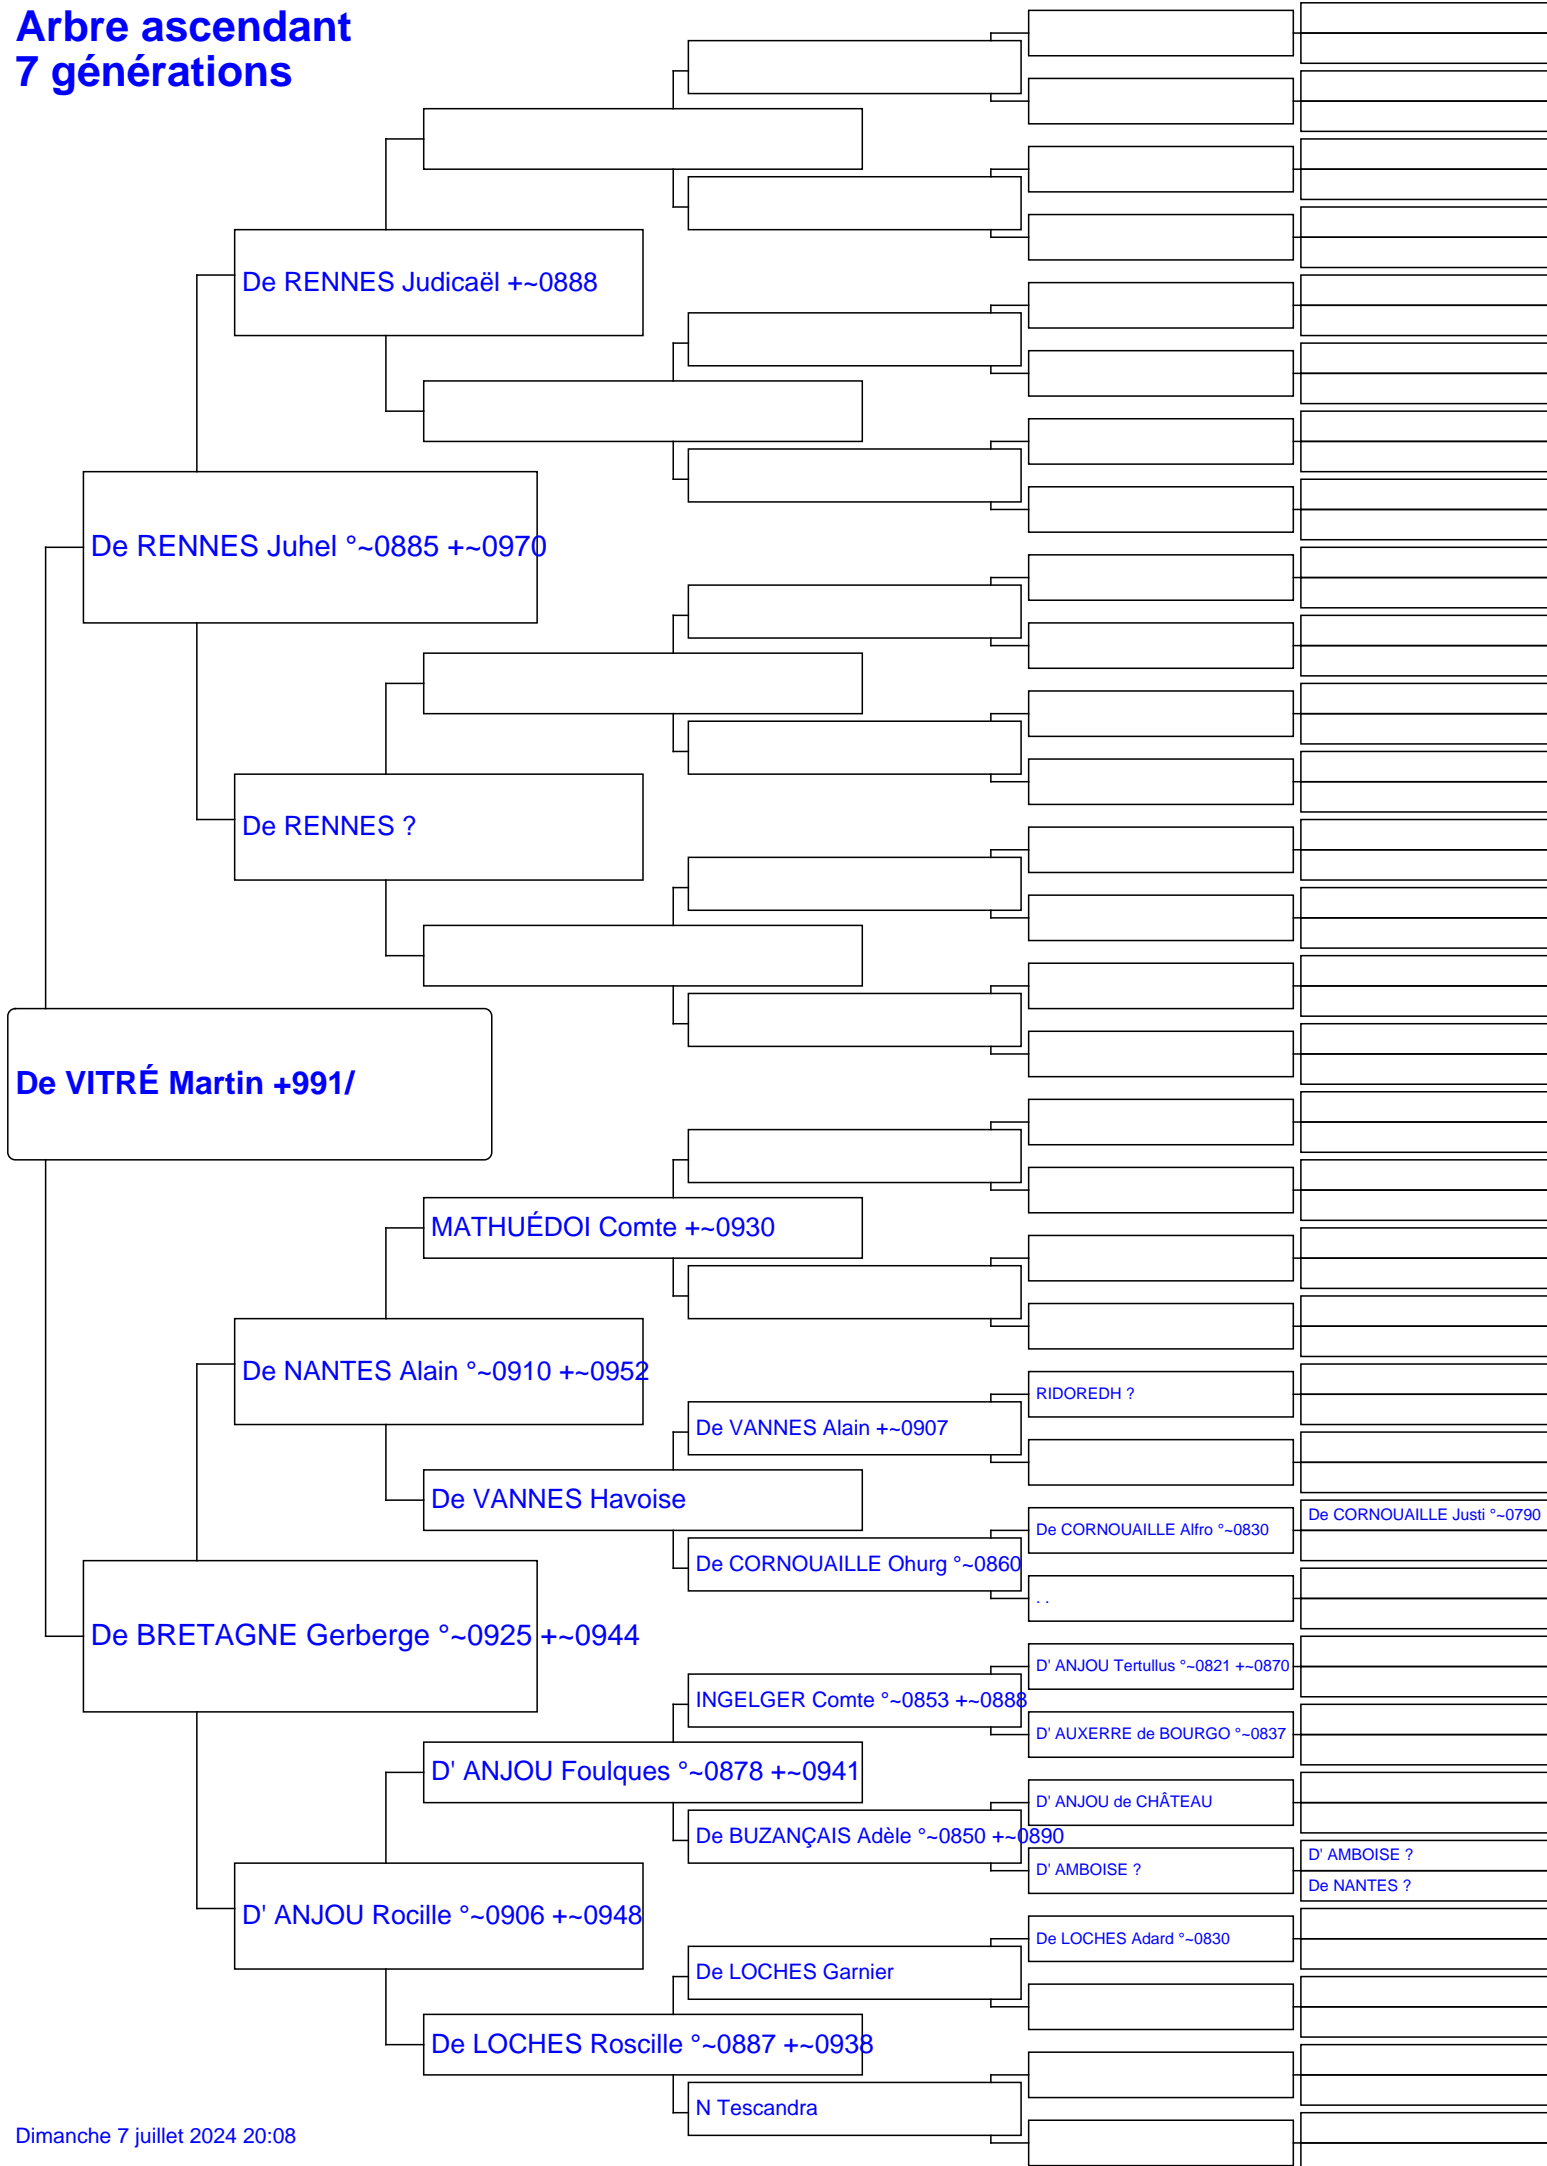 Arbre ascendant
7 générations
De RENNES Judicaël +~0888
De RENNES Juhel °~0885 +~0970
De RENNES ?
De VITRÉ Martin +991/
MATHUÉDOI Comte +~0930
De NANTES Alain °~0910 +~0952
RIDOREDH ?
De VANNES Alain +~0907
De VANNES Havoise
De CORNOUAILLE Justi °~0790
De CORNOUAILLE Alfro °~0830
De CORNOUAILLE Ohurg °~0860
. .
De BRETAGNE Gerberge °~0925 +~0944
D' ANJOU Tertullus °~0821 +~0870
INGELGER Comte °~0853 +~0888
D' AUXERRE de BOURGO °~0837
D' ANJOU Foulques °~0878 +~0941
D' ANJOU de CHÂTEAU
De BUZANÇAIS Adèle °~0850 +~0890
D' AMBOISE ?
D' AMBOISE ?
De NANTES ?
D' ANJOU Rocille °~0906 +~0948
De LOCHES Adard °~0830
De LOCHES Garnier
De LOCHES Roscille °~0887 +~0938
N Tescandra
Dimanche 7 juillet 2024 20:08